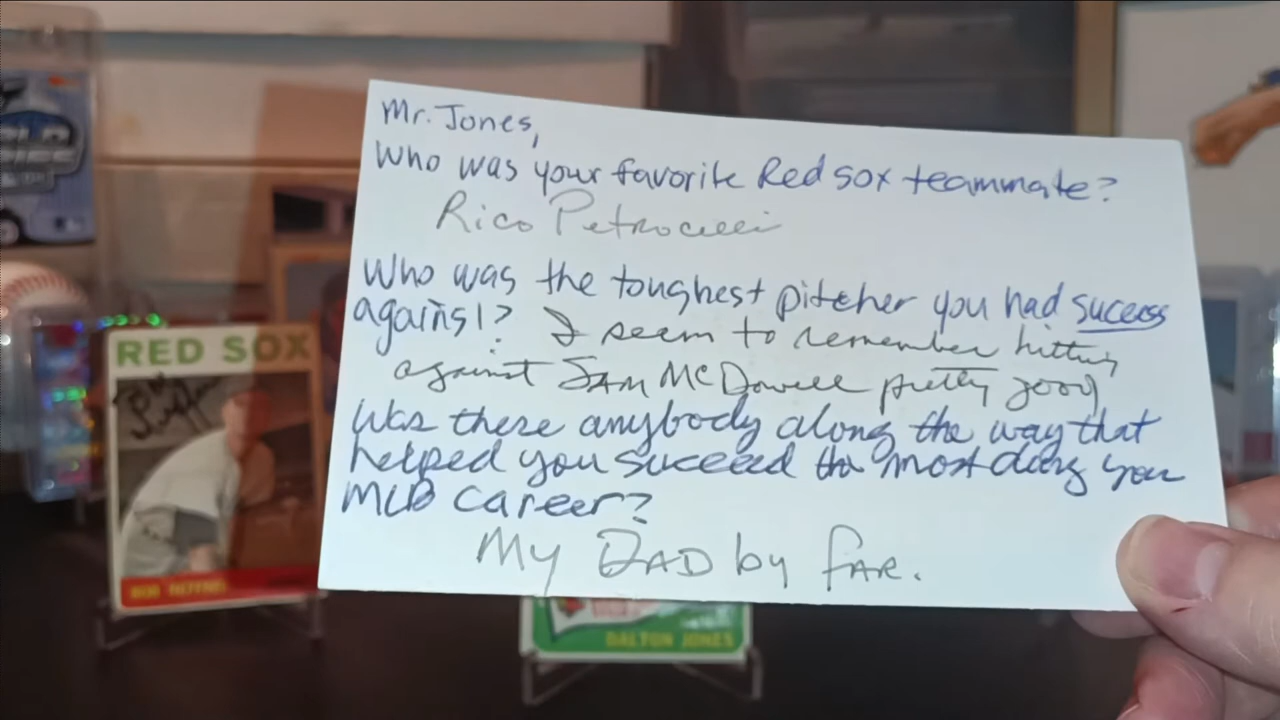 Mr. Jones,
Who was your favorite Red sox teammate?
Rico Petrocelli
Who was the toughest pitcher you had success
against? I seem to remember hitting
against SAM McDowell pretty good
Was there anybody along the way that
helped you succeed the most doing you
MLB career?
My DAD by FAR.
RED SOX
DALTON JONES